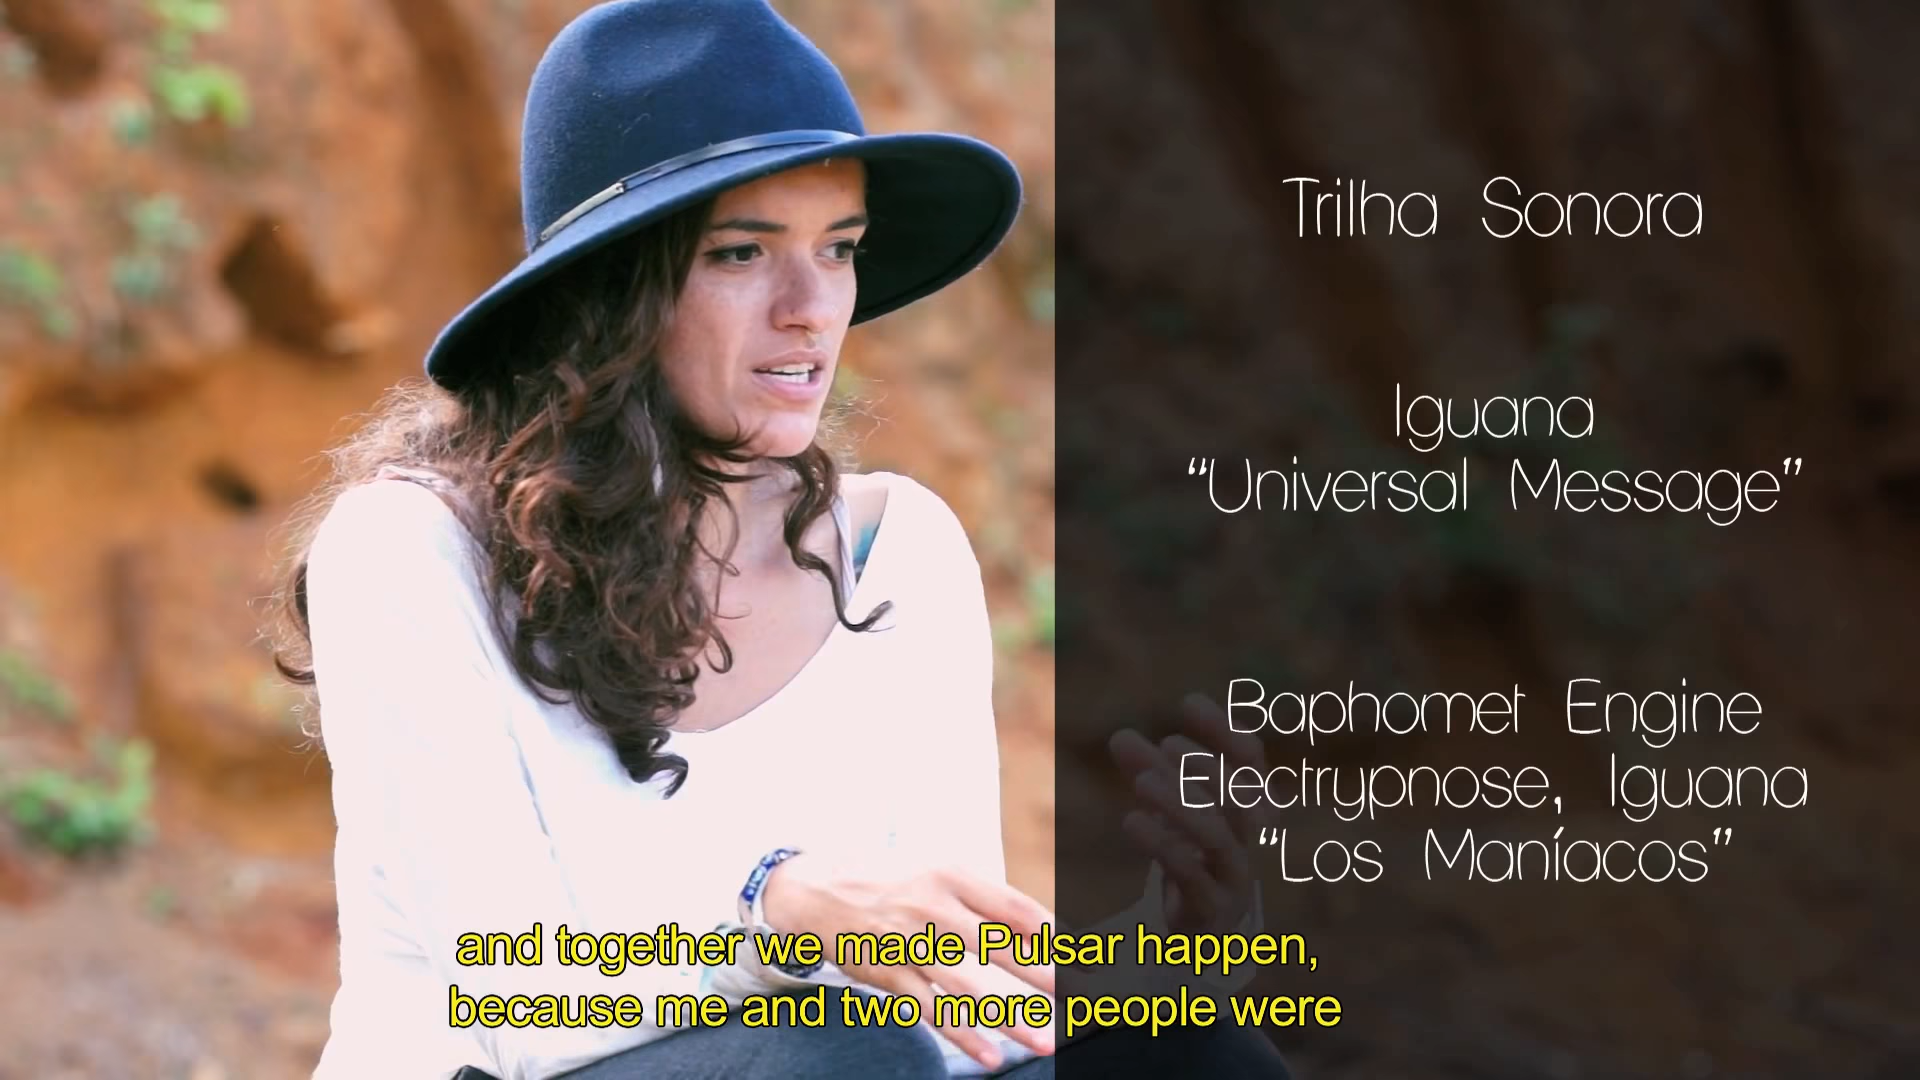 Trilha Sonora
Iguana
“Universal Message”
Baphomet Engine
Electrypnose, Iguana
“Los Maníacos”
and together we made Pulsar happen,
because me and two more people were